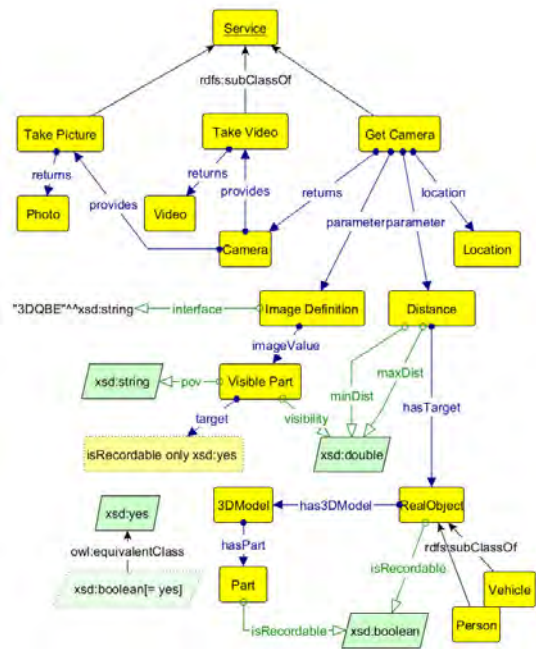 Service
rdfs:subClassOf
Take Picture
Take Video
Get Camera
returns
returns
provides
returns
location
provides
Photo
Video
Camera
parameter
parameter
Location
"3DQBE"^^xsd:string
interface
Image Definition
Distance
imageValue
xsd:string
pov
Visible Part
maxDist
minDist
target
visibility
hasTarget
isRecordable only xsd:yes
xsd:double
xsd:yes
3DModel
has3DModel
RealObject
owl:equivalentClass
hasPart
rdfs:subClassOf
isRecordable
xsd:boolean[= yes]
Part
Vehicle
Person
isRecordable
xsd:boolean